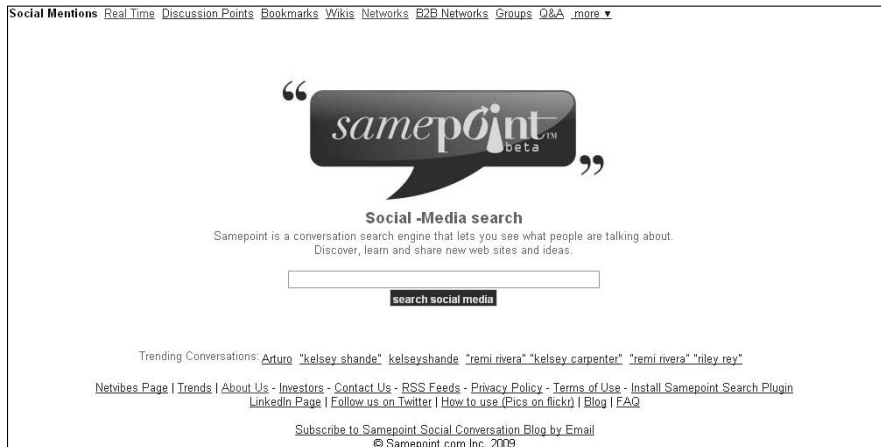 Social Mentions Real Time Discussion Points Bookmarks Wikis Networks B2B Networks Groups Q&A more ▼
“ samepoint™ ”
beta
Social -Media search
Samepoint is a conversation search engine that lets you see what people are talking about.
Discover, learn and share new web sites and ideas.
search social media
Trending Conversations: Arturo "kelsey shande" kelseyshande "remi rivera" "kelsey carpenter" "remi rivera" "riley rey"
Netvibes Page | Trends | About Us - Investors - Contact Us - RSS Feeds - Privacy Policy - Terms of Use - Install Samepoint Search Plugin
LinkedIn Page | Follow us on Twitter | How to use (Pics on flickr) | Blog | FAQ
Subscribe to Samepoint Social Conversation Blog by Email
© Samepoint.com Inc. 2009